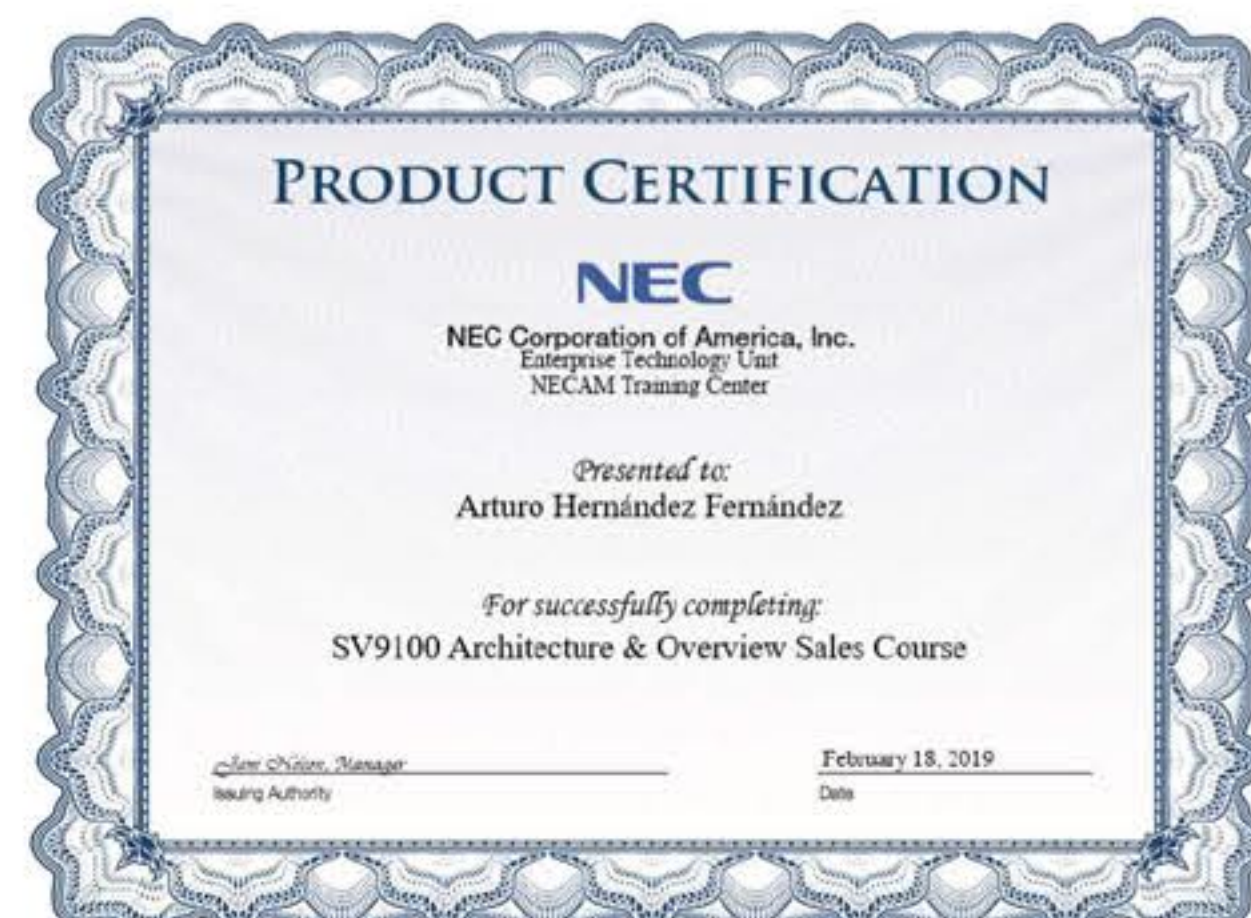 PRODUCT CERTIFICATION
NEC
NEC Corporation of America, Inc.
Enterprise Technology Unit
NECAM Training Center
Presented to:
Arturo Hernández Fernández
For successfully completing:
SV9100 Architecture & Overview Sales Course
Manager
February 18, 2019
Issuing Authority
Date